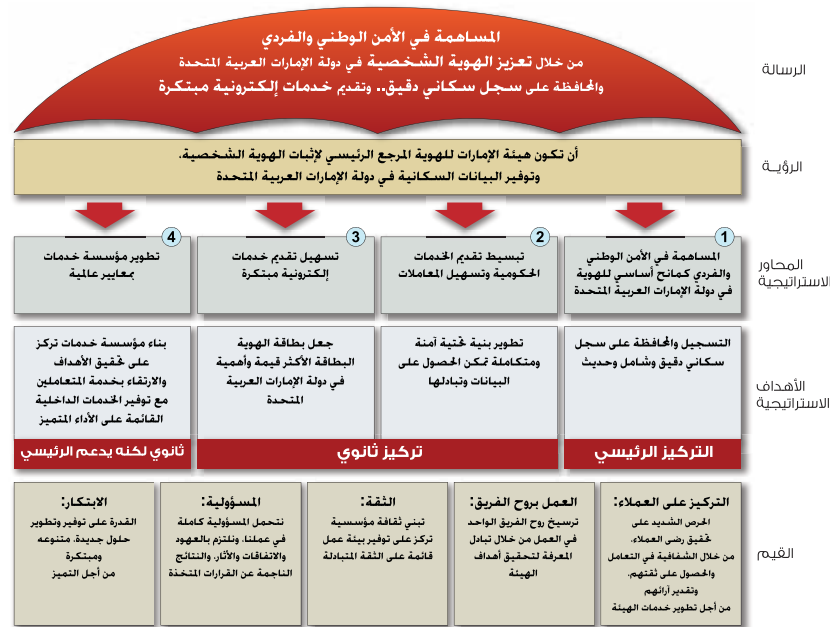 الرسالة
المساهمة في الأمن الوطني والفردي
من خلال تعزيز الهوية الشخصية في دولة الإمارات العربية المتحدة
والمحافظة على سجل سكاني دقيق.. وتقديم خدمات إلكترونية مبتكرة
الرؤيــة
أن تكون هيئة الإمارات للهوية المرجع الرئيسي لإثبات الهوية الشخصية،
وتوفير البيانات السكانية في دولة الإمارات العربية المتحدة
المحاور
الاستراتيجية
1
المساهمة في الأمن الوطني
والفردي كمانح أساسي للهوية
في دولة الإمارات العربية المتحدة
2
تبسيط تقديم الخدمات
الحكومية وتسهيل المعاملات
3
تسهيل تقديم خدمات
إلكترونية مبتكرة
4
تطوير مؤسسة خدمات
بمعايير عالمية
الأهداف
الاستراتيجية
التسجيل والمحافظة على سجل
سكاني دقيق وشامل وحديث
تطوير بنية تحتية آمنة
ومتكاملة تمكن الحصول على
البيانات وتبادلها
جعل بطاقة الهوية
البطاقة الأكثر قيمة وأهمية
في دولة الإمارات العربية
المتحدة
بناء مؤسسة خدمات تركز
على تحقيق الأهداف
والارتقاء بخدمة المتعاملين
مع توفير الخدمات الداخلية
القائمة على الأداء المتميز
التركيز الرئيسي
تركيز ثانوي
ثانوي لكنه يدعم الرئيسي
القيم
التركيز على العملاء:
الحرص الشديد على
تحقيق رضى العملاء،
من خلال الشفافية في التعامل
والحصول على ثقتهم،
وتقدير آرائهم
من أجل تطوير خدمات الهيئة
العمل بروح الفريق:
ترسيخ روح الفريق الواحد
في العمل من خلال تبادل
المعرفة لتحقيق أهداف
الهيئة
الثقة:
تبني ثقافة مؤسسية
تركز على توفير بيئة عمل
قائمة على الثقة المتبادلة
المسؤولية:
نتحمل المسؤولية كاملة
في عملنا، ونلتزم بالعهود
والاتفاقات والآثار، والنتائج
الناجمة عن القرارات المتخذة
الابتكار:
القدرة على توفير وتطوير
حلول جديدة، متنوعه
ومبتكرة
من أجل التميز